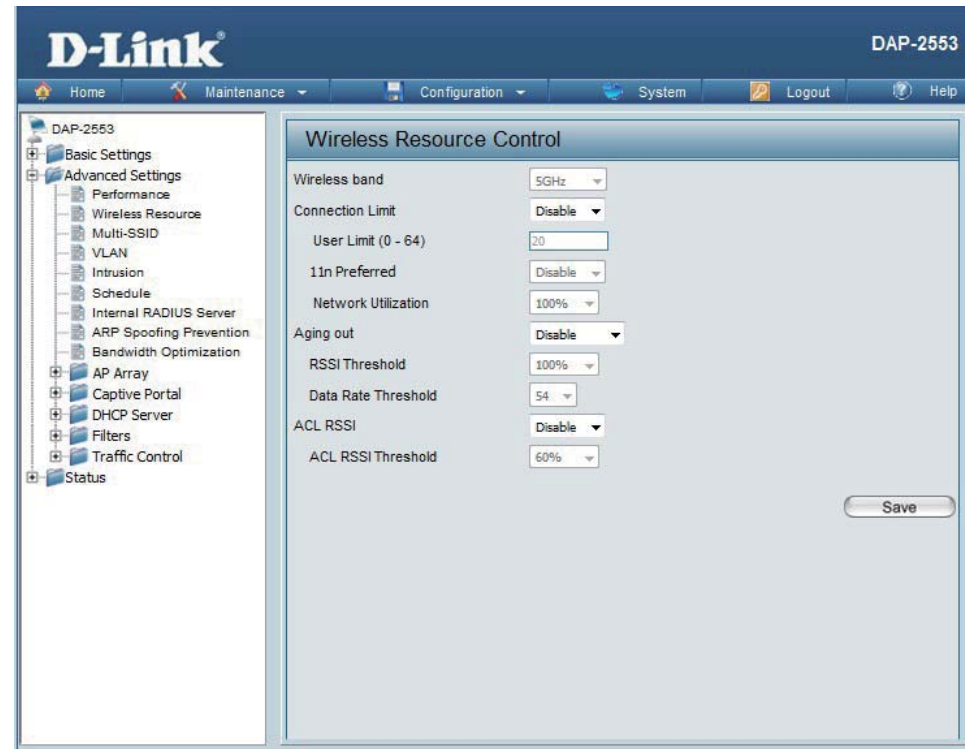 D-Link
DAP-2553
Home Maintenance Configuration System Logout Help
DAP-2553
Basic Settings
Advanced Settings
Performance
Wireless Resource
Multi-SSID
VLAN
Intrusion
Schedule
Internal RADIUS Server
ARP Spoofing Prevention
Bandwidth Optimization
AP Array
Captive Portal
DHCP Server
Filters
Traffic Control
Status
Wireless Resource Control
Wireless band 5GHz
Connection Limit Disable
User Limit (0 - 64) 20
11n Preferred Disable
Network Utilization 100%
Aging out Disable
RSSI Threshold 100%
Data Rate Threshold 54
ACL RSSI Disable
ACL RSSI Threshold 60%
Save